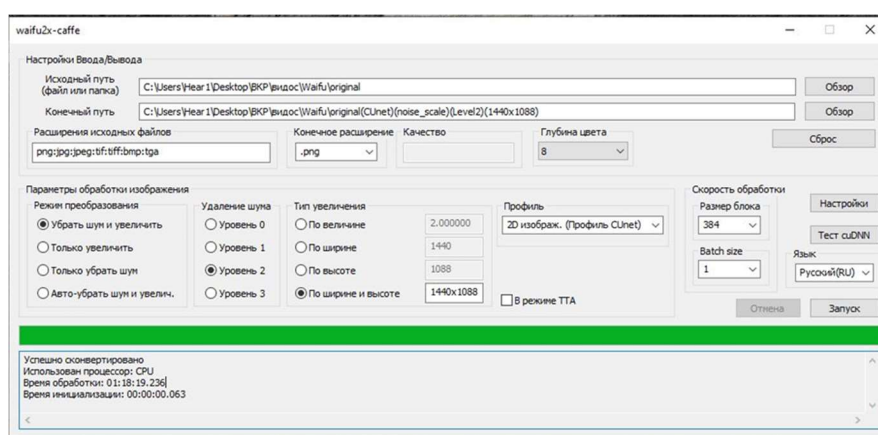 waifu2x-caffe
Настройки Ввода/Вывода
Исходный путь
(файл или папка)
C:\Users\Hear1\Desktop\ВКР\видос\Waifu\original
Обзор
Конечный путь
C:\Users\Hear1\Desktop\ВКР\видос\Waifu\original(CUnet)(noise_scale)(Level2)(1440x1088)
Обзор
Расширения исходных файлов
Конечное расширение
Качество
Глубина цвета
Сброс
png:jpg:jpeg:tif:tiff:bmp:tga
.png
8
Параметры обработки изображения
Режим преобразования
Убрать шум и увеличить
Только увеличить
Только убрать шум
Авто-убрать шум и увелич.
Удаление шума
Уровень 0
Уровень 1
Уровень 2
Уровень 3
Тип увеличения
По величине 2.000000
По ширине 1440
По высоте 1088
По ширине и высоте 1440x1088
Профиль
2D изображ. (Профиль CUnet)
В режиме TTA
Скорость обработки
Размер блока
384
Batch size
1
Настройки
Тест cuDNN
Язык
Русский(RU)
Отмена
Запуск
Успешно сконвертировано
Использован процессор: CPU
Время обработки: 01:18:19.236
Время инициализации: 00:00:00.063